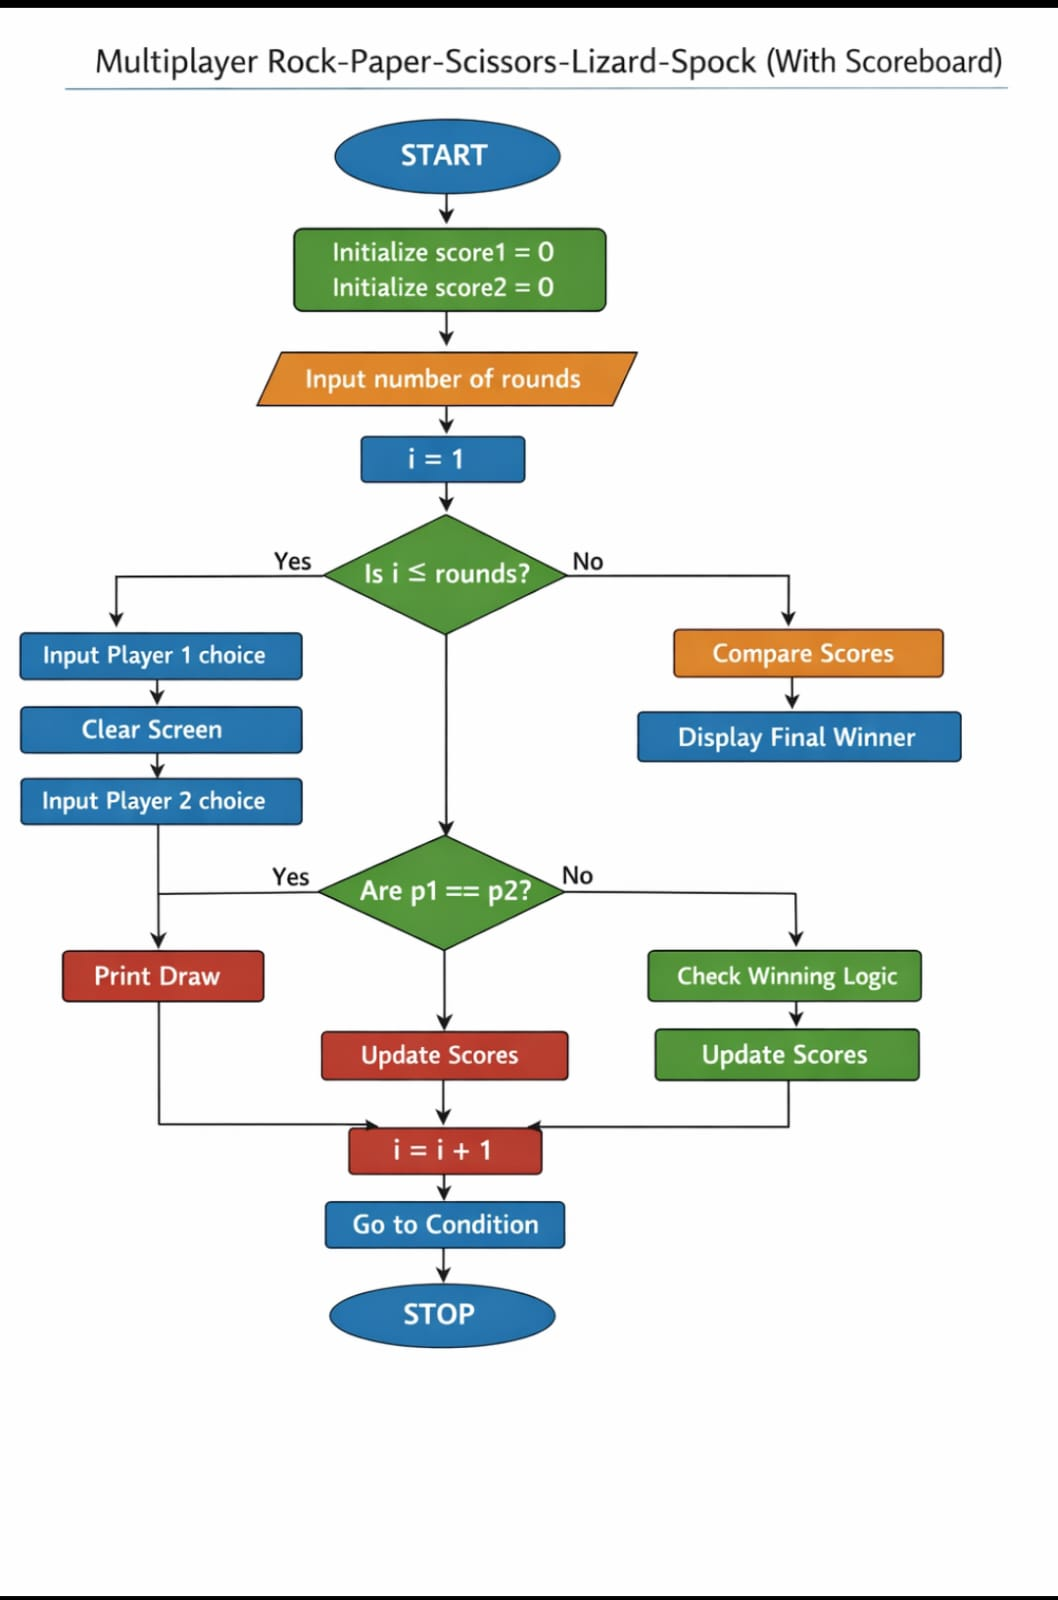 Multiplayer Rock-Paper-Scissors-Lizard-Spock (With Scoreboard)
START
Initialize score1 = 0
Initialize score2 = 0
Input number of rounds
i = 1
Is i ≤ rounds?
Yes
No
Input Player 1 choice
Clear Screen
Input Player 2 choice
Compare Scores
Display Final Winner
Are p1 == p2?
Yes
No
Print Draw
Check Winning Logic
Update Scores
Update Scores
i = i + 1
Go to Condition
STOP